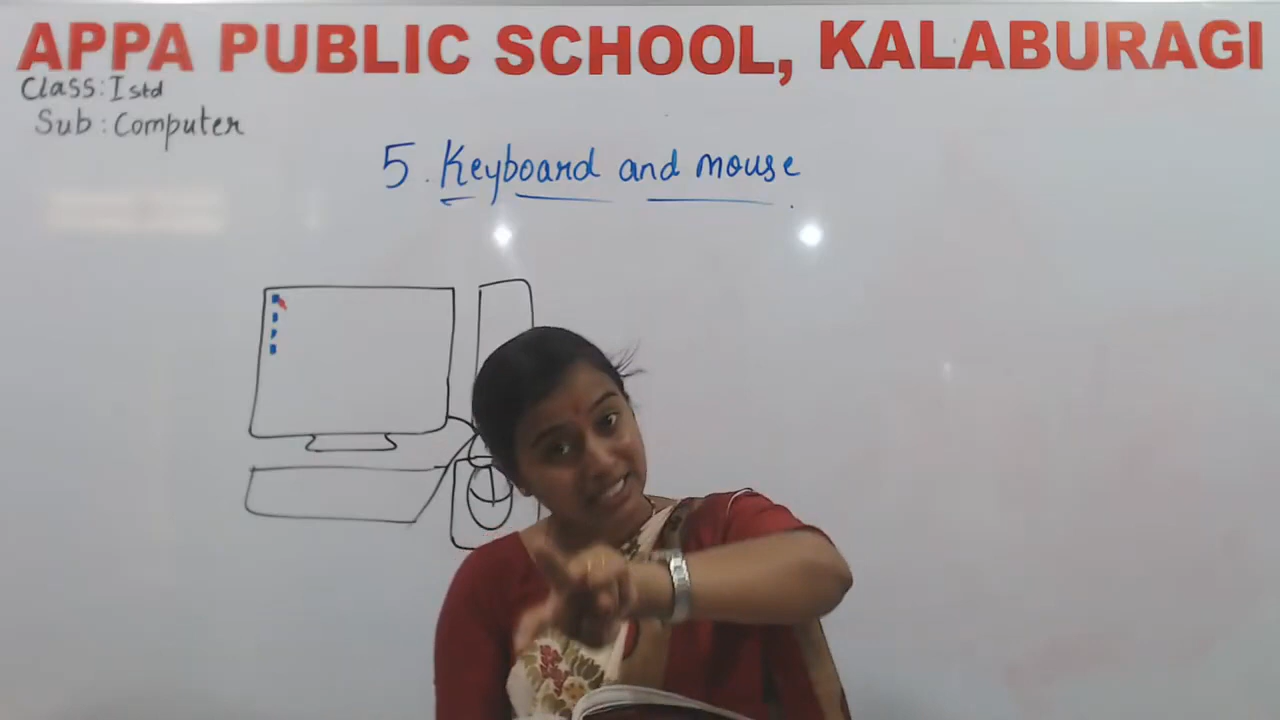 APPA PUBLIC SCHOOL, KALABURAGI
Class: I std
Sub: Computer
5. Keyboard and mouse